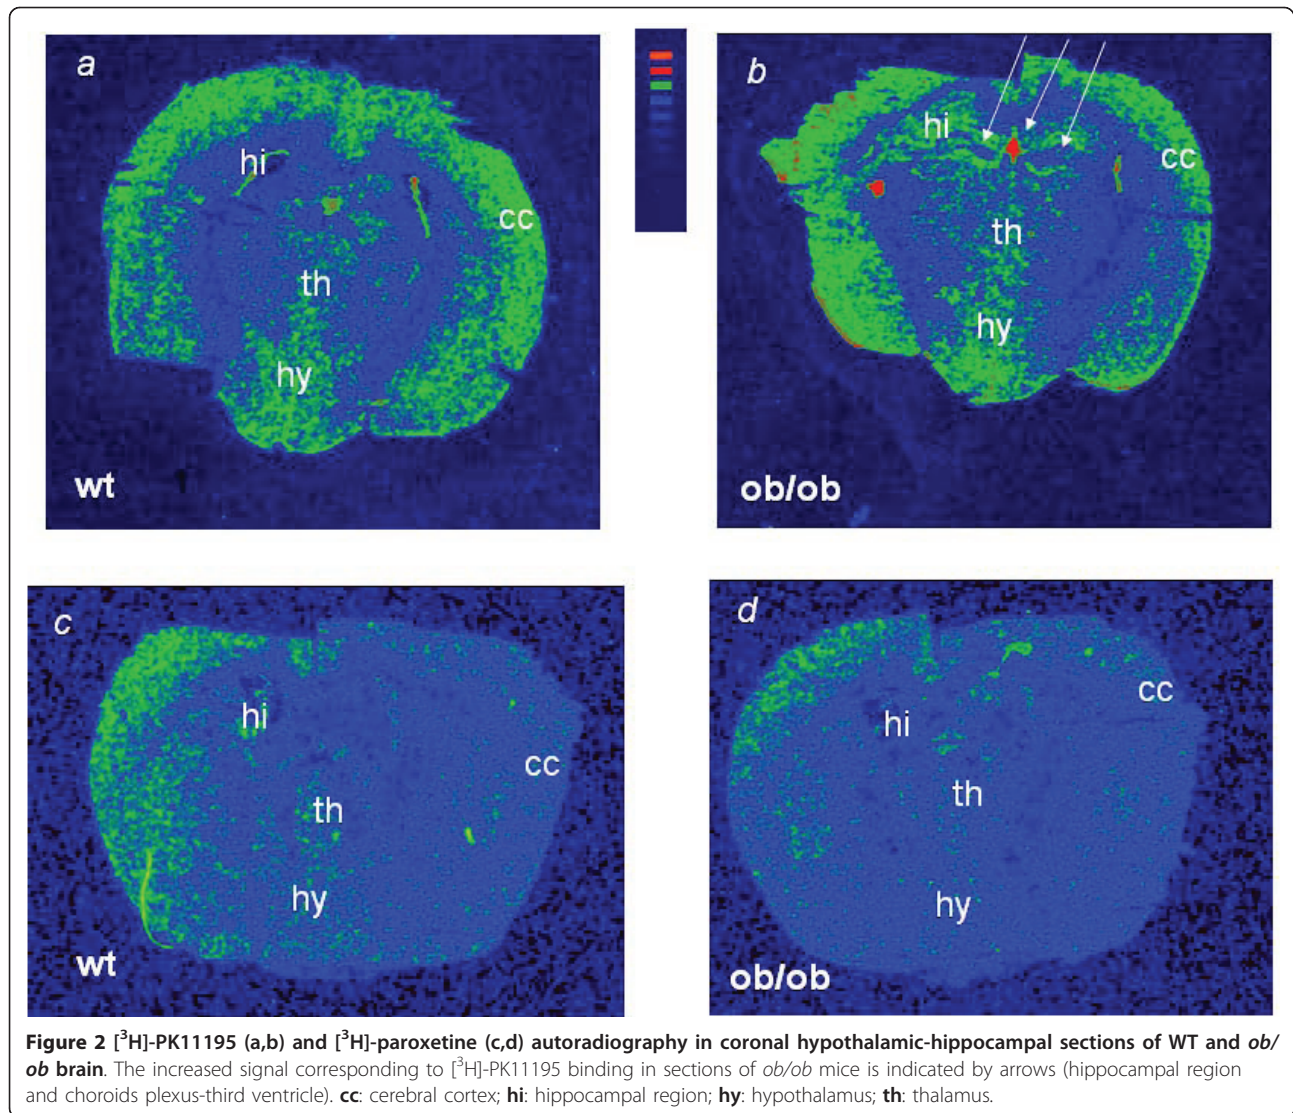 a
hi
cc
th
hy
wt
b
hi
cc
th
hy
ob/ob
c
hi
cc
th
hy
wt
d
cc
hi
th
hy
ob/ob
Figure 2 [³H]-PK11195 (a,b) and [³H]-paroxetine (c,d) autoradiography in coronal hypothalamic-hippocampal sections of WT and ob/
ob brain. The increased signal corresponding to [³H]-PK11195 binding in sections of ob/ob mice is indicated by arrows (hippocampal region
and choroids plexus-third ventricle). cc: cerebral cortex; hi: hippocampal region; hy: hypothalamus; th: thalamus.